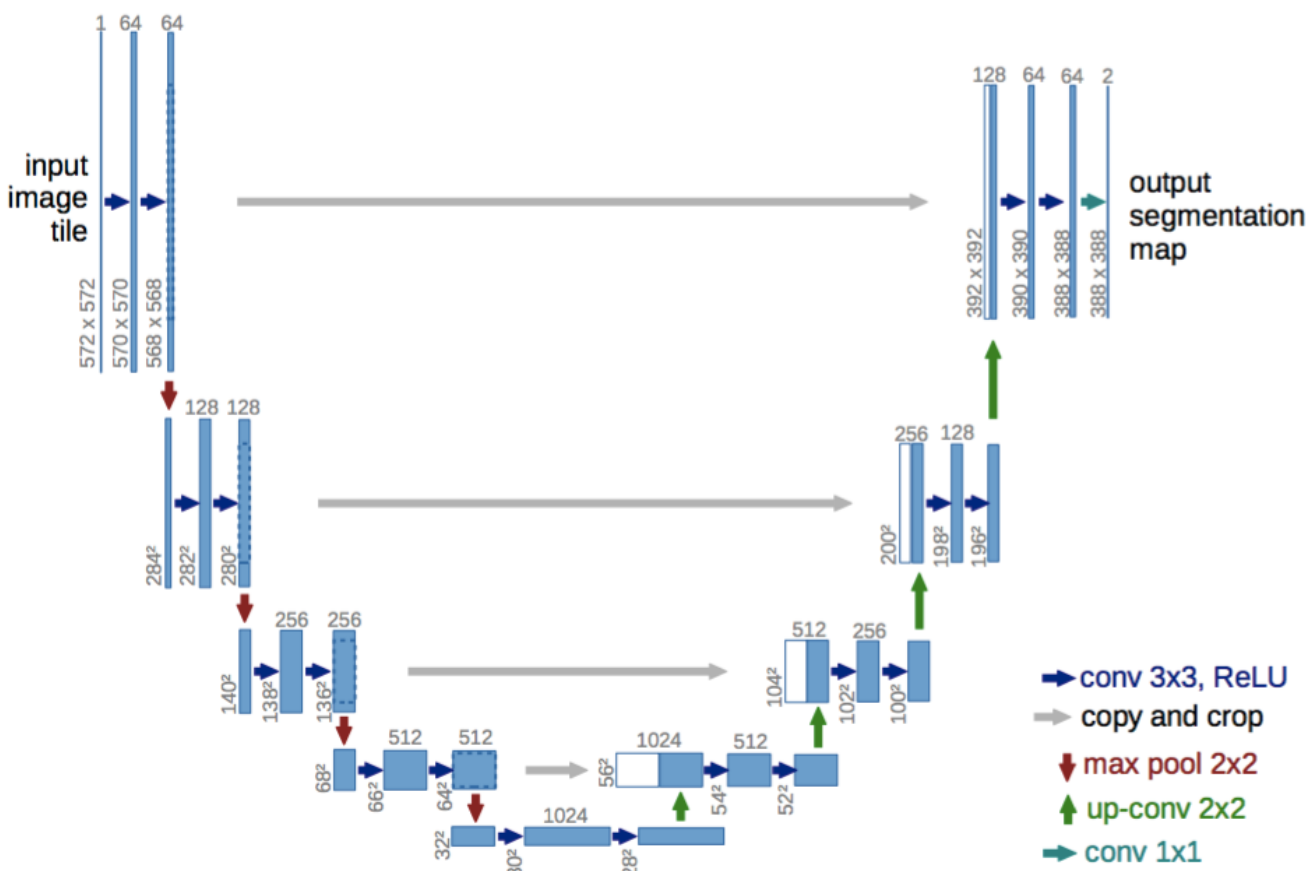 1 64 64
input
image
tile
572 x 572
570 x 570
568 x 568
128 64 64 2
output
segmentation
map
392 x 392
390 x 390
388 x 388
388 x 388
128 128
284²
282²
280²
256 128
200²
198²
196²
256 256
140²
138²
136²
512 256
104²
102²
100²
512 512
68²
66²
64²
1024 512
56²
54²
52²
1024
32²
30²
28²
conv 3x3, ReLU
copy and crop
max pool 2x2
up-conv 2x2
conv 1x1